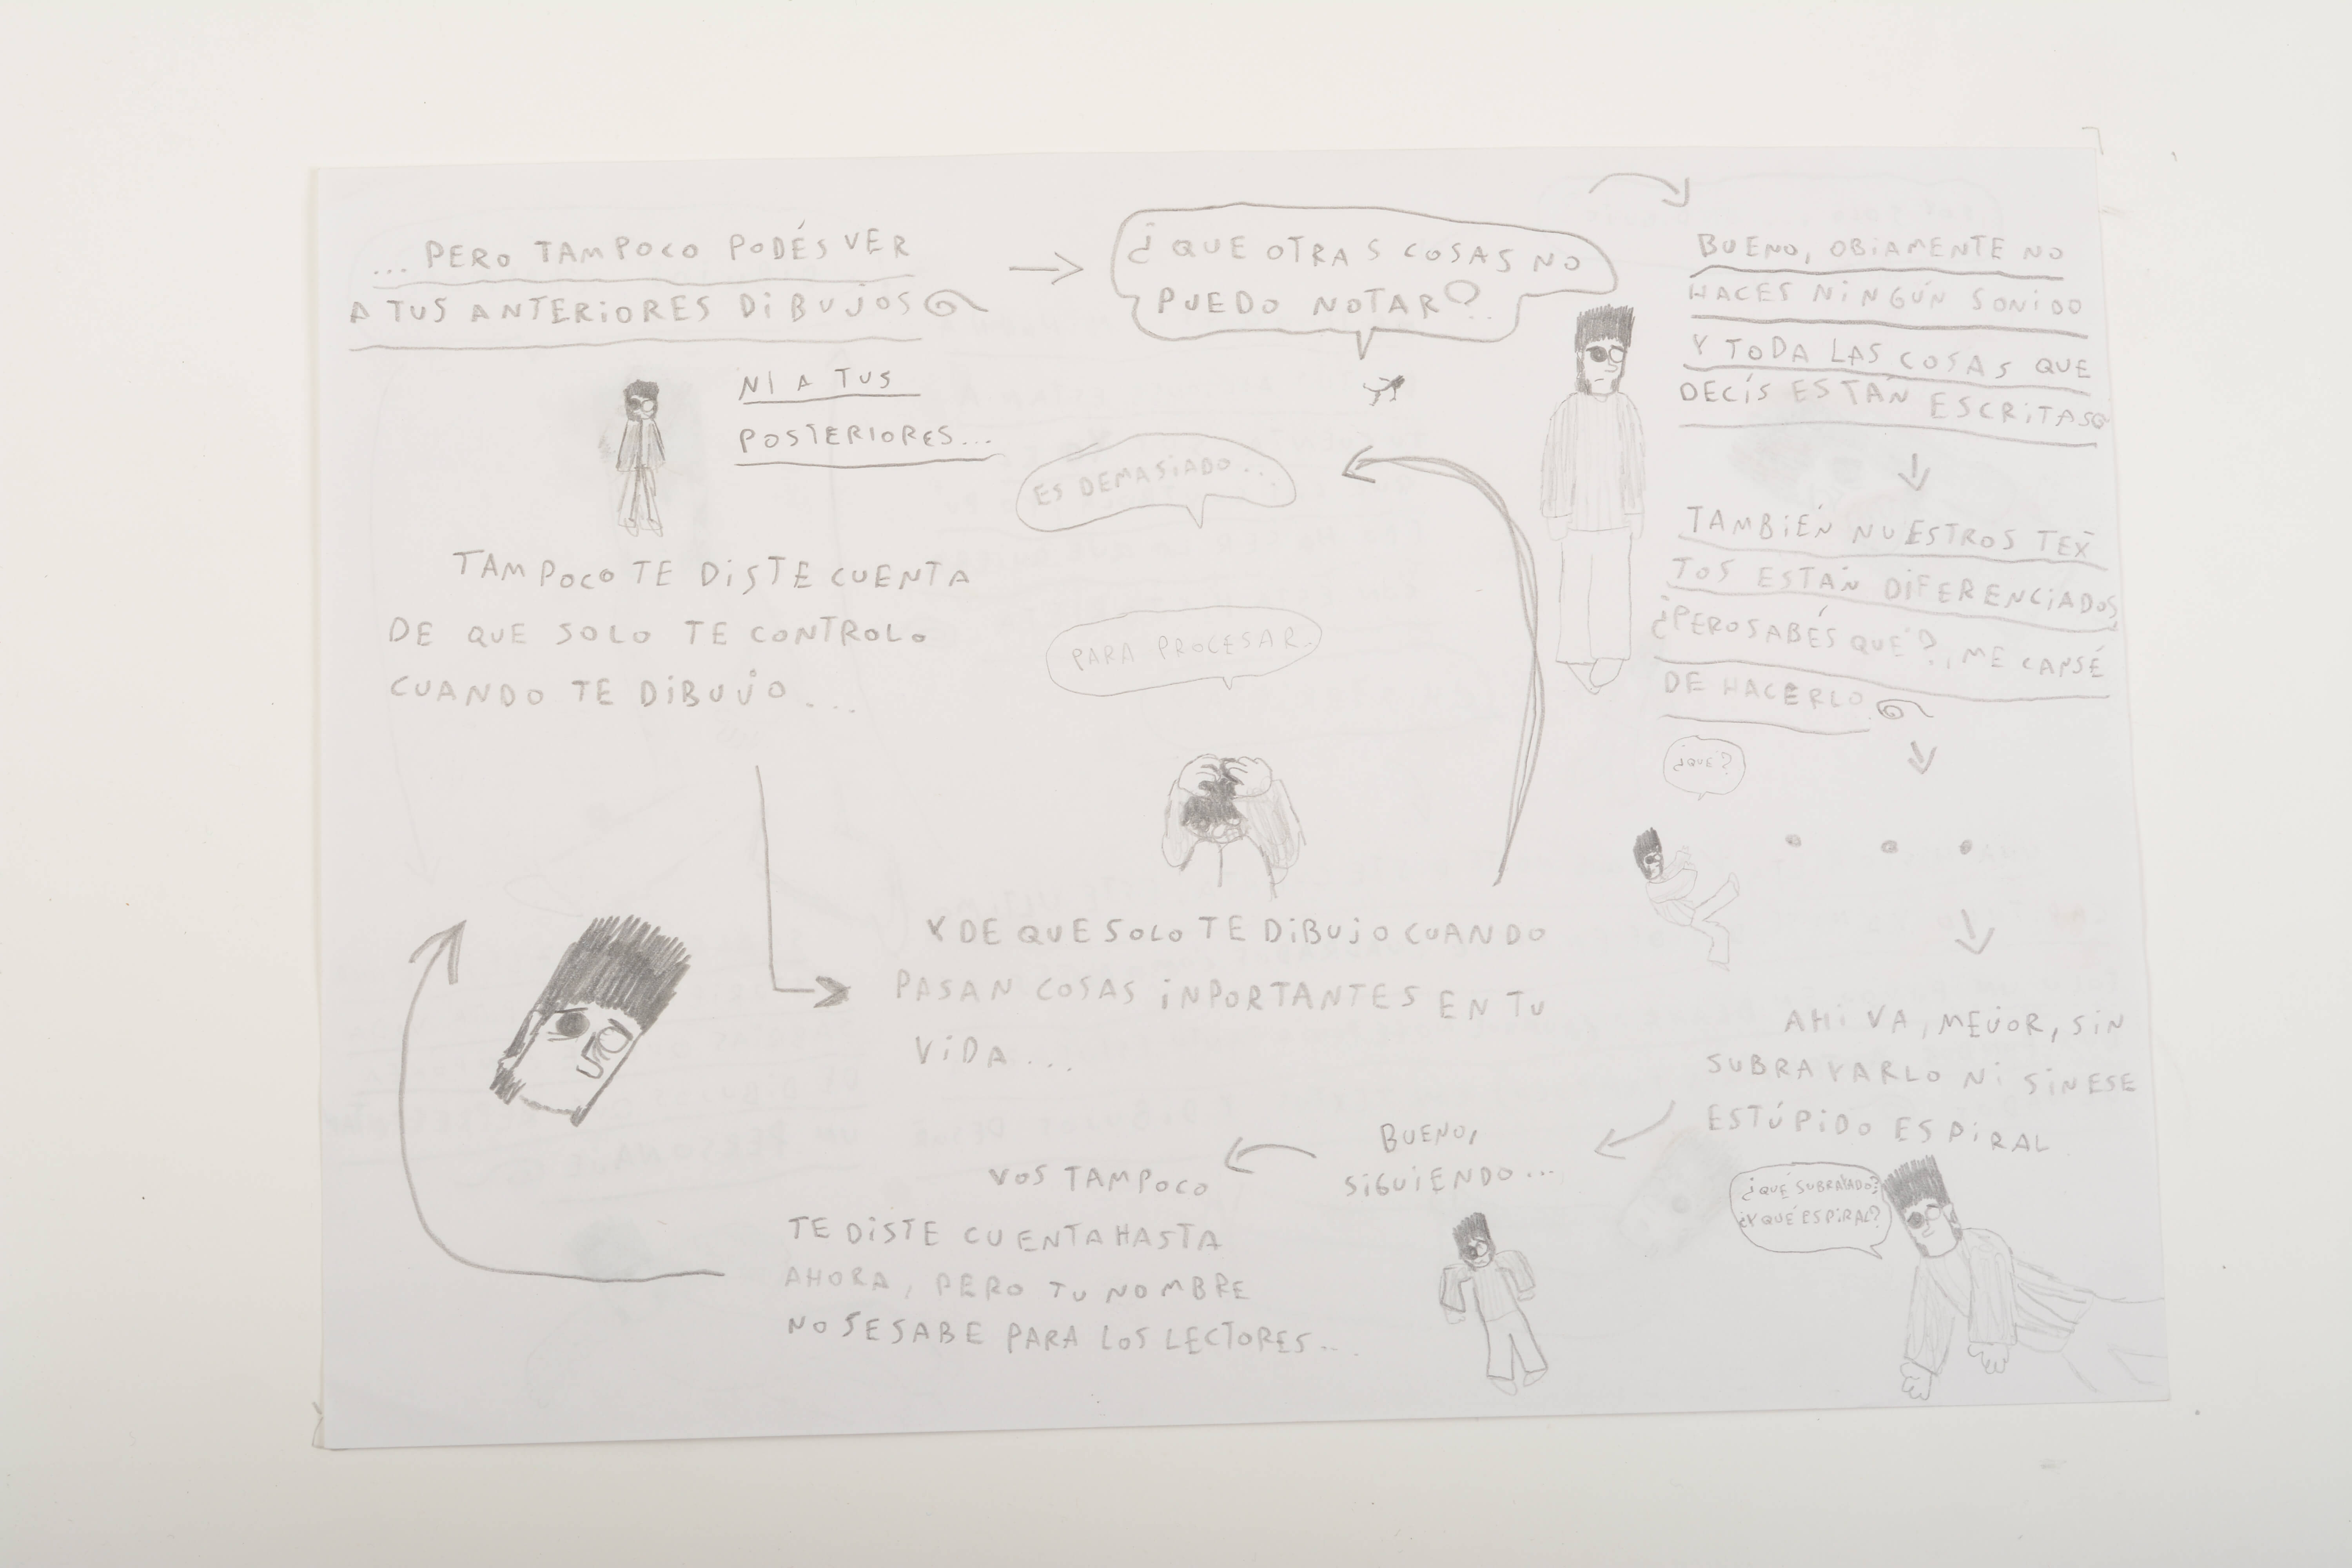 ... PERO TAMPOCO PODÉS VER
A TUS ANTERIORES DIBUJOS
NI A TUS
POSTERIORES...
¿QUE OTRAS COSAS NO
PUEDO NOTAR?
BUENO, OBIAMENTE NO
HACES NINGÚN SONIDO
Y TODA LAS COSAS QUE
DECÍS ESTÁN ESCRITAS
TAMBIÉN NUESTROS TEX
TOS ESTÁN DIFERENCIADOS,
¿PERO SABÉS QUÉ?, ME CANSÉ
DE HACERLO
¿QUE?
. . .
AHI VA, MEJOR, SIN
SUBRAYARLO NI SIN ESE
ESTÚPIDO ESPIRAL
¿QUÉ SUBRAYADO?
¿Y QUÉ ESPIRAL?
BUENO,
SIGUIENDO...
VOS TAMPOCO
TE DISTE CUENTA HASTA
AHORA, PERO TU NOMBRE
NO SE SABE PARA LOS LECTORES...
TAMPOCO TE DISTE CUENTA
DE QUE SOLO TE CONTROLO
CUANDO TE DIBUJO...
Y DE QUE SOLO TE DIBUJO CUANDO
PASAN COSAS INPORTANTES EN TU
VIDA...
ES DEMASIADO...
PARA PROCESAR.